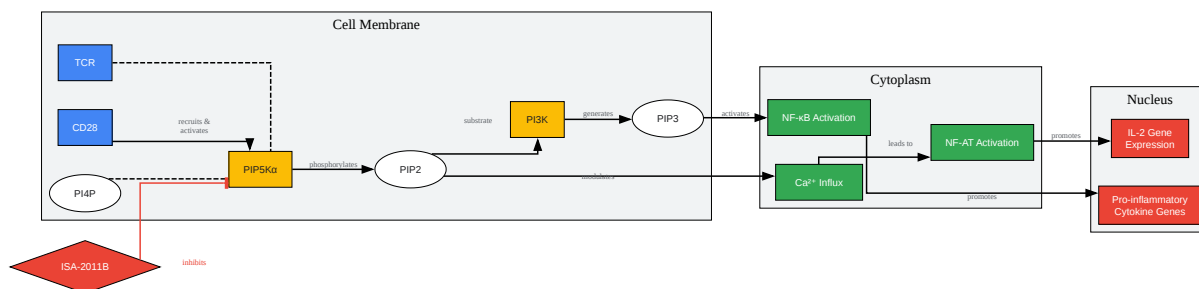 Cell Membrane
TCR
CD28
PI4P
recruits &
activates
PIP5Kα
phosphorylates
PIP2
substrate
PI3K
generates
PIP3
activates
modulates
ISA-2011B
inhibits
Cytoplasm
NF-κB Activation
Ca²⁺ Influx
leads to
NF-AT Activation
promotes
promotes
Nucleus
IL-2 Gene
Expression
Pro-inflammatory
Cytokine Genes